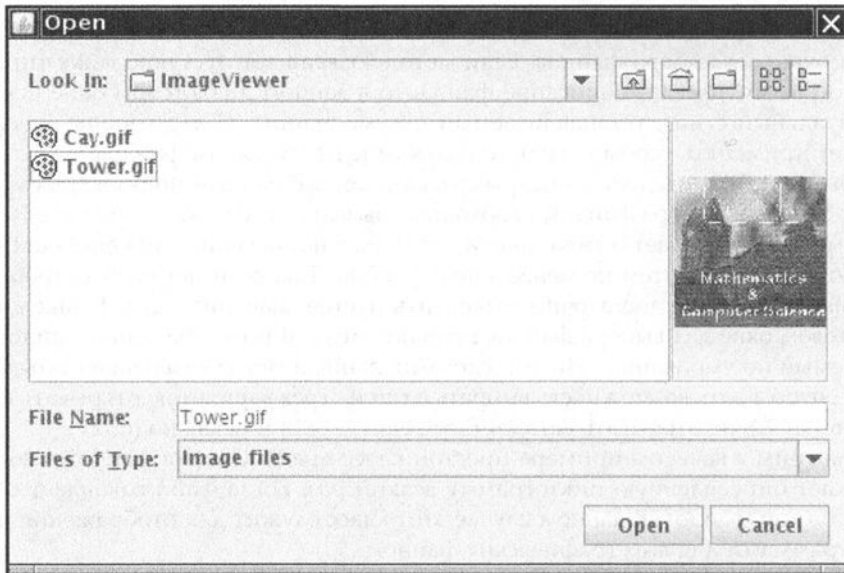 Open
Look In: ImageViewer
Cay.gif
Tower.gif
Mathematics
&
Computer Science
File Name: Tower.gif
Files of Type: Image files
Open Cancel